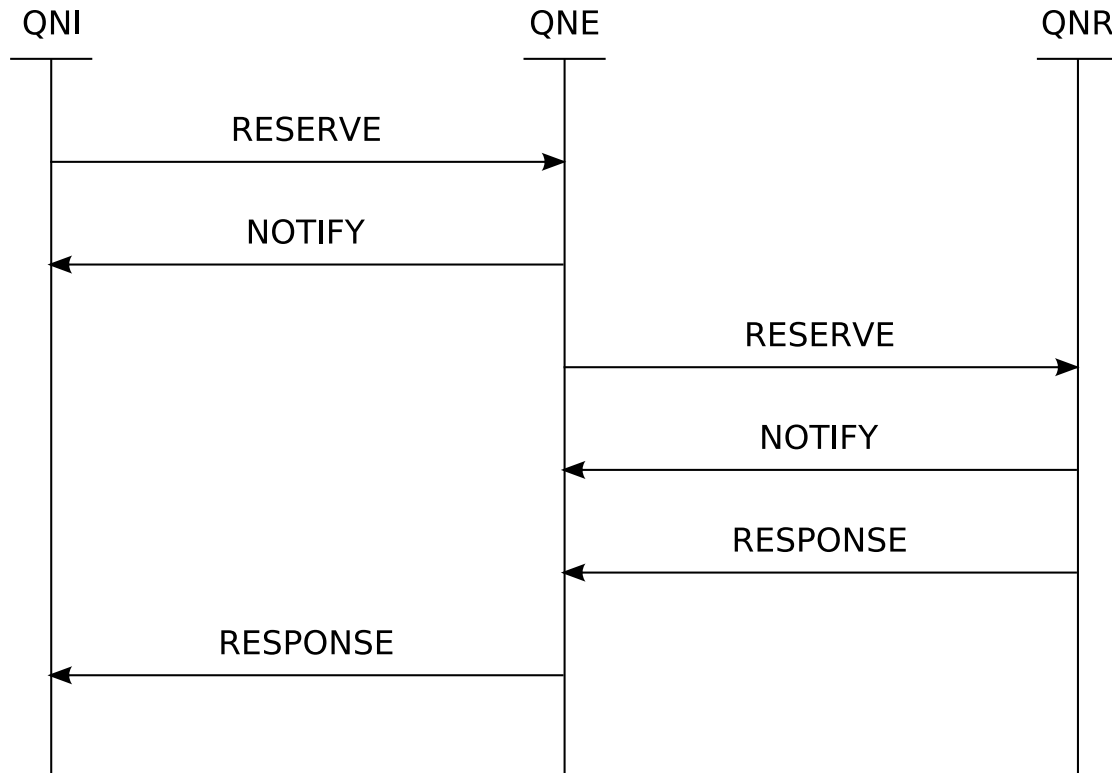 QNI QNE QNR
RESERVE
NOTIFY
RESERVE
NOTIFY
RESPONSE
RESPONSE